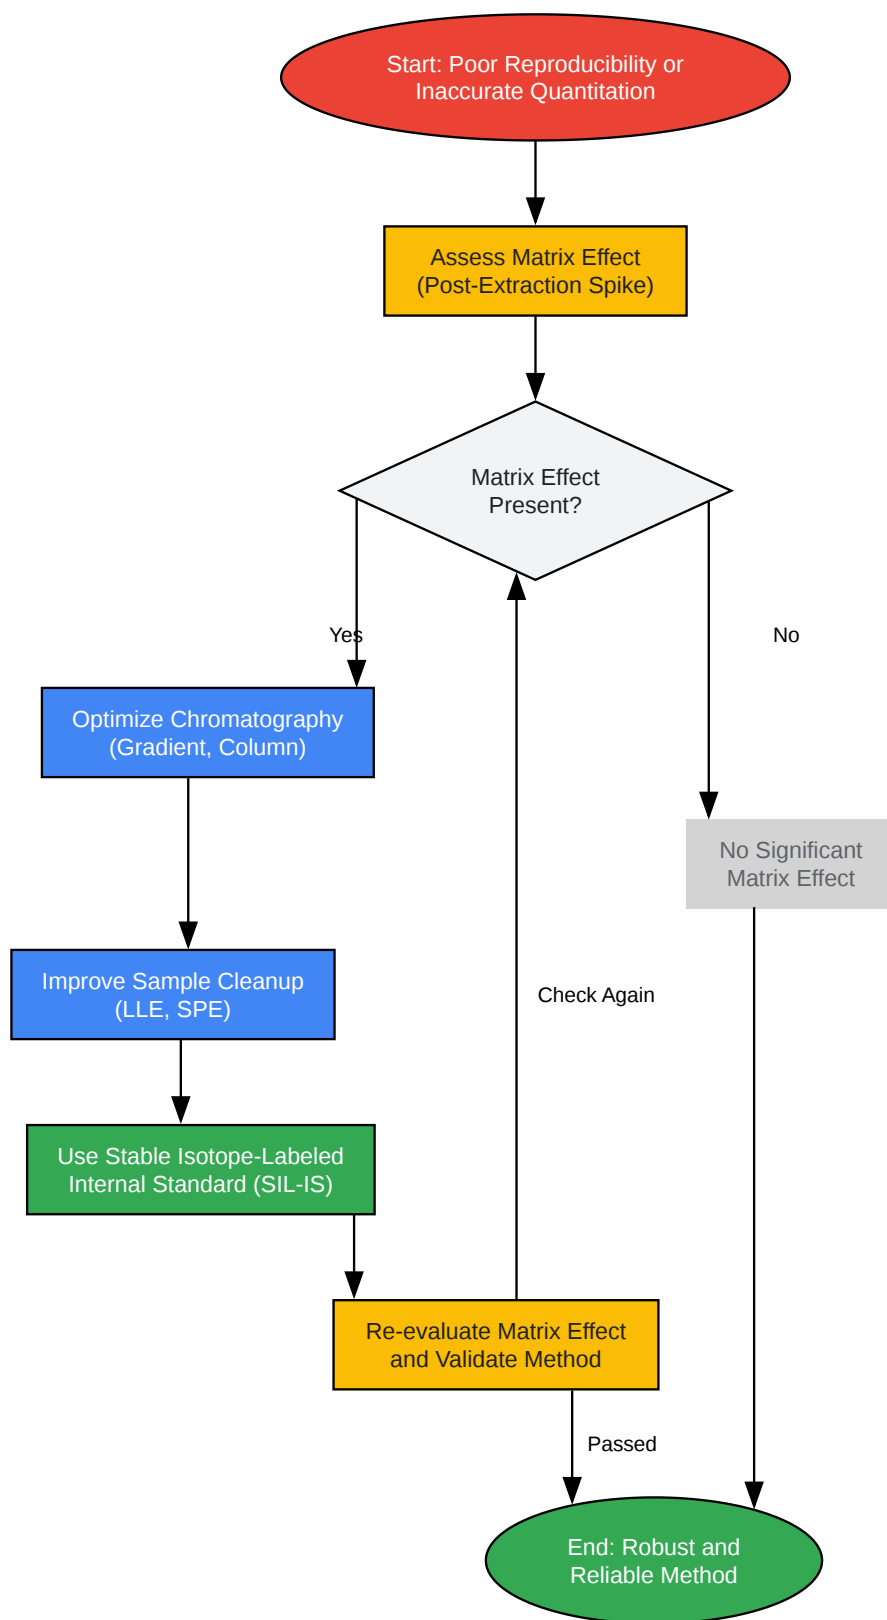 Start: Poor Reproducibility or
Inaccurate Quantitation
Assess Matrix Effect
(Post-Extraction Spike)
Matrix Effect
Present?
Yes
No
Optimize Chromatography
(Gradient, Column)
No Significant
Matrix Effect
Improve Sample Cleanup
(LLE, SPE)
Check Again
Use Stable Isotope-Labeled
Internal Standard (SIL-IS)
Re-evaluate Matrix Effect
and Validate Method
Passed
End: Robust and
Reliable Method